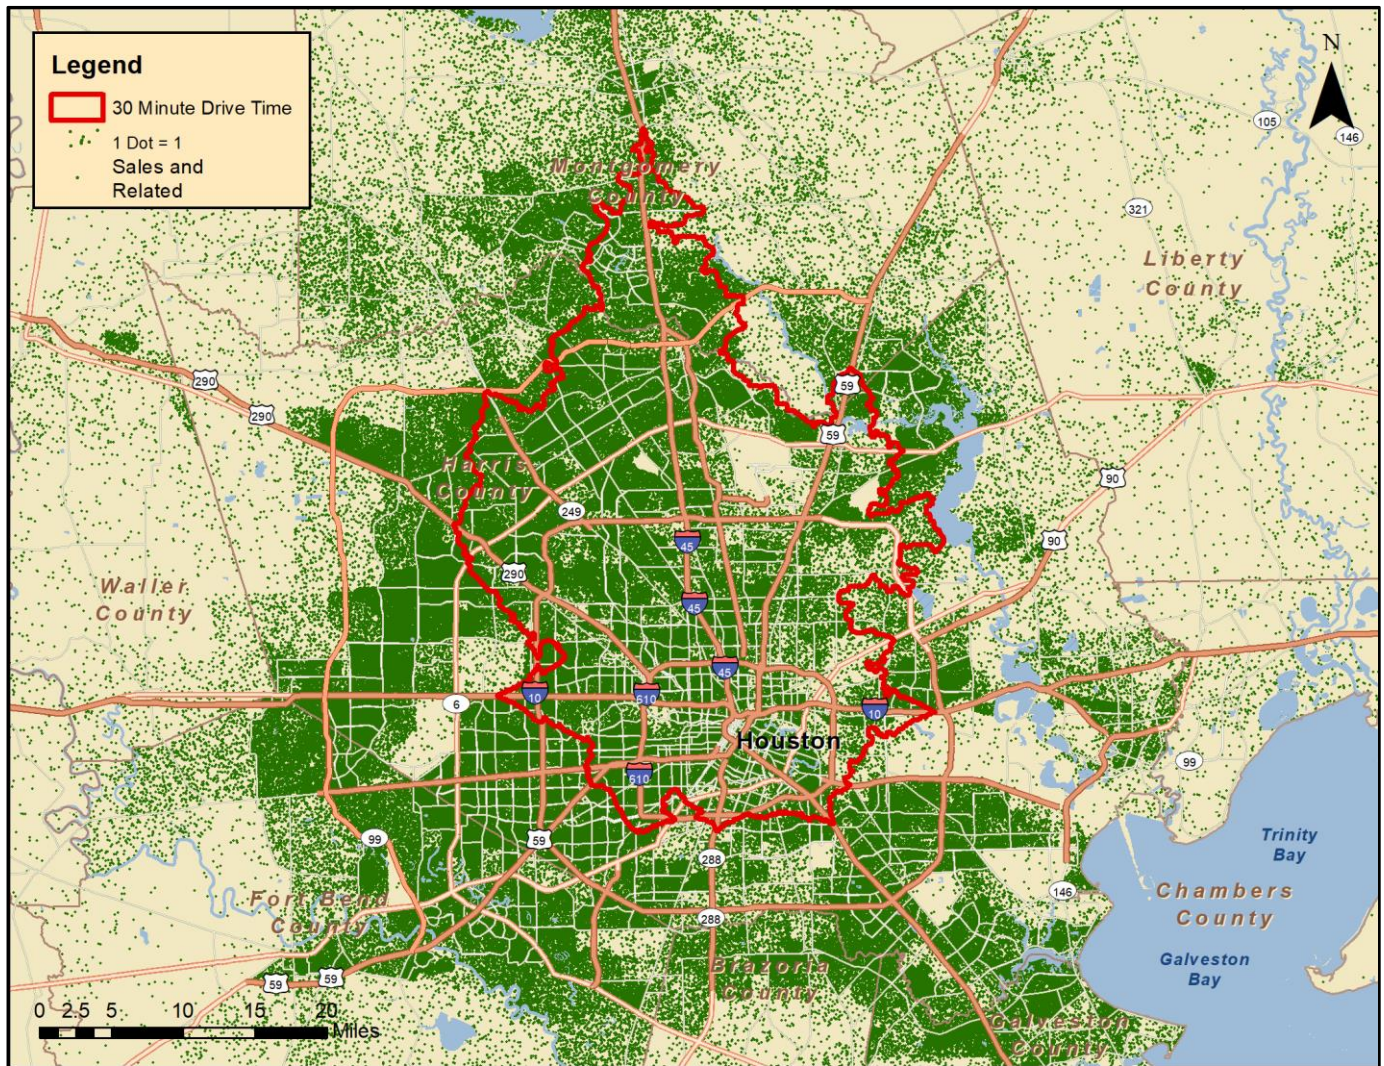 Legend
30 Minute Drive Time
1 Dot = 1
Sales and
Related
N
105
146
Montgomery
County
321
Liberty
County
290
290
59
59
90
Harris
County
249
90
45
290
45
Waller
County
45
10
610
10
6
Houston
99
610
Trinity
Bay
99
59
288
146
Chambers
County
Fort Bend
County
288
Galveston
Bay
Brazoria
County
59
59
0 2.5 5 10 15 20
Miles
Galveston
County